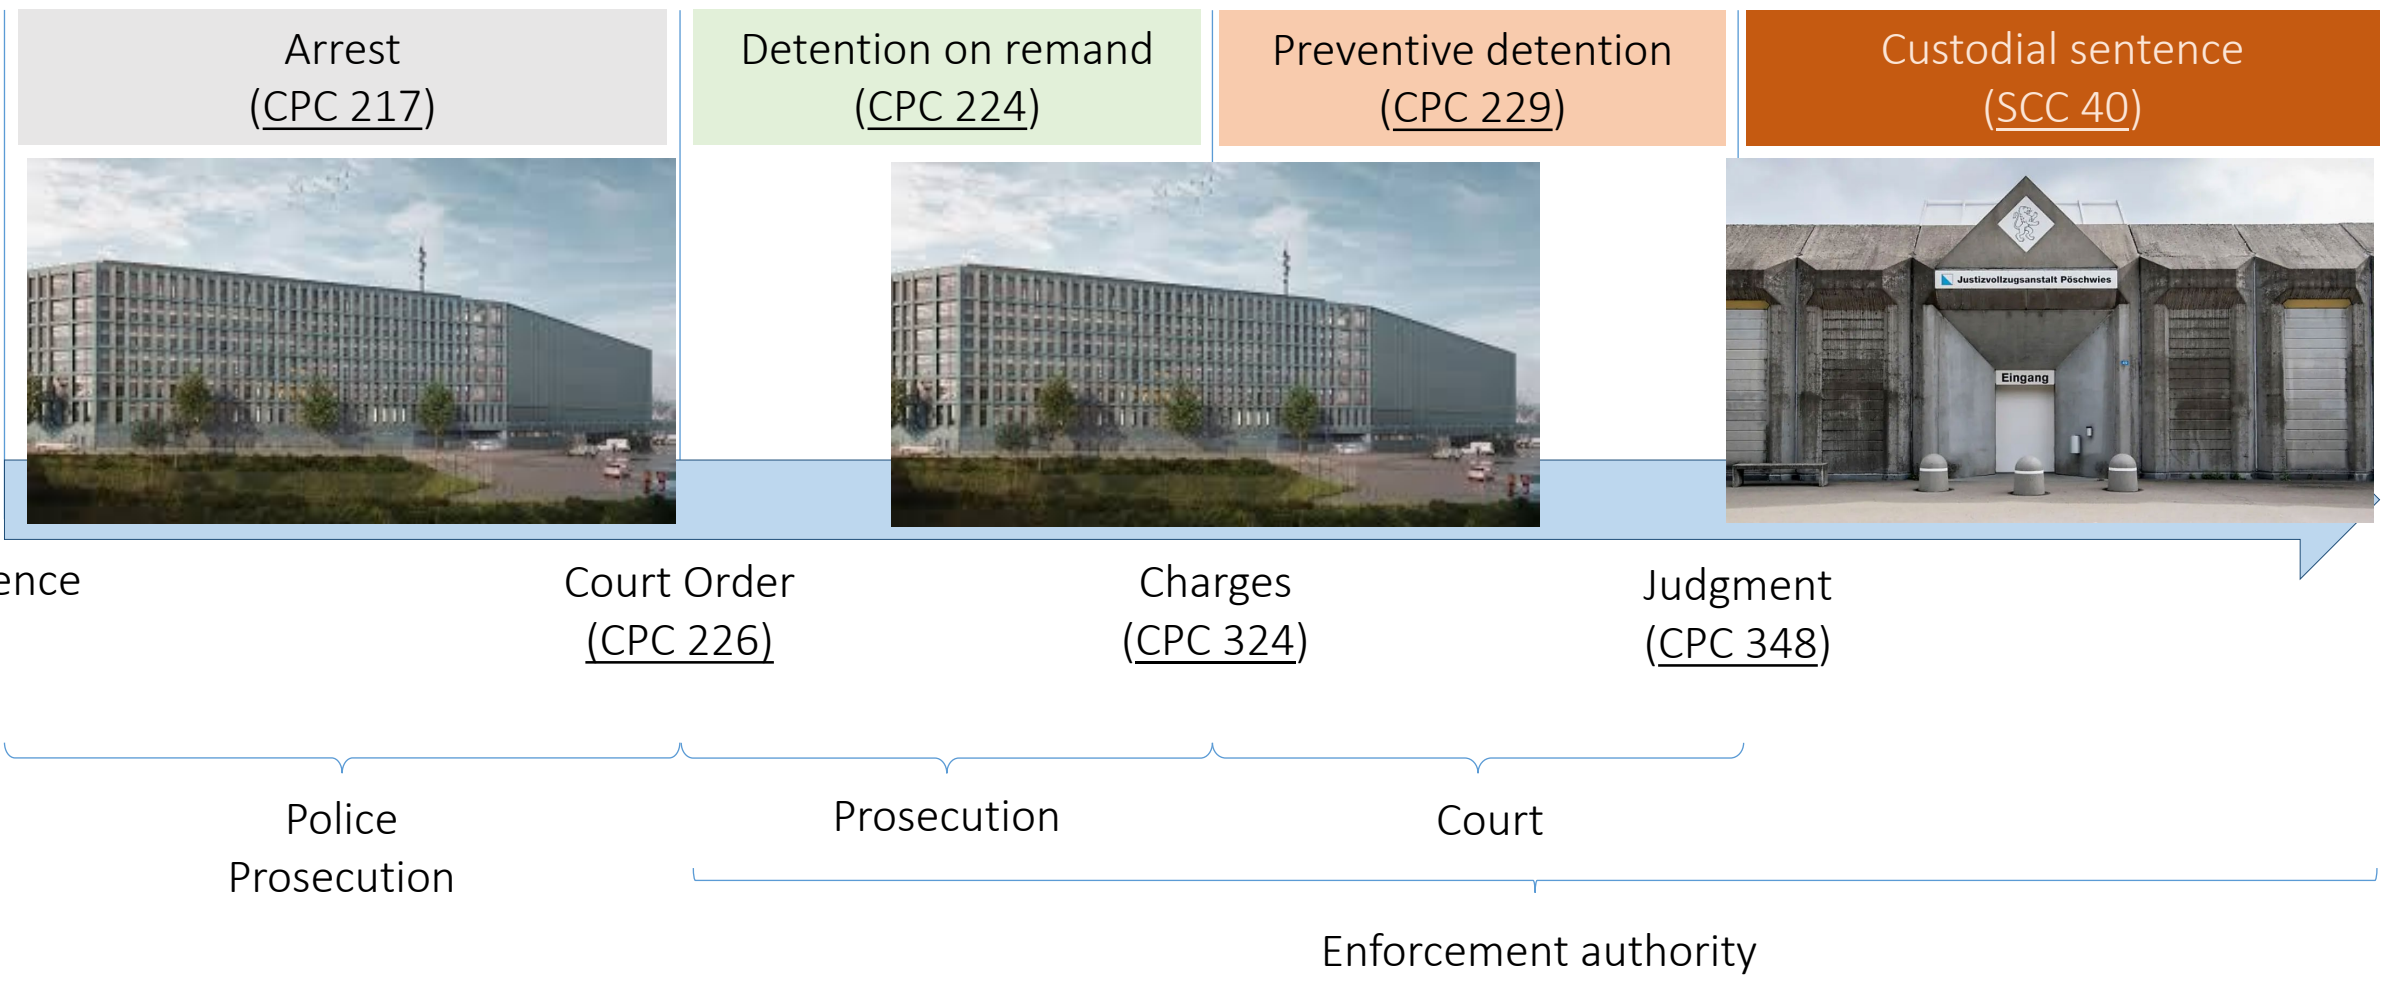 Arrest
(CPC 217)
Detention on remand
(CPC 224)
Preventive detention
(CPC 229)
Custodial sentence
(SCC 40)
Justizvollzugsanstalt Pöschwies
Eingang
ence
Court Order
(CPC 226)
Charges
(CPC 324)
Judgment
(CPC 348)
Police
Prosecution
Prosecution
Court
Enforcement authority